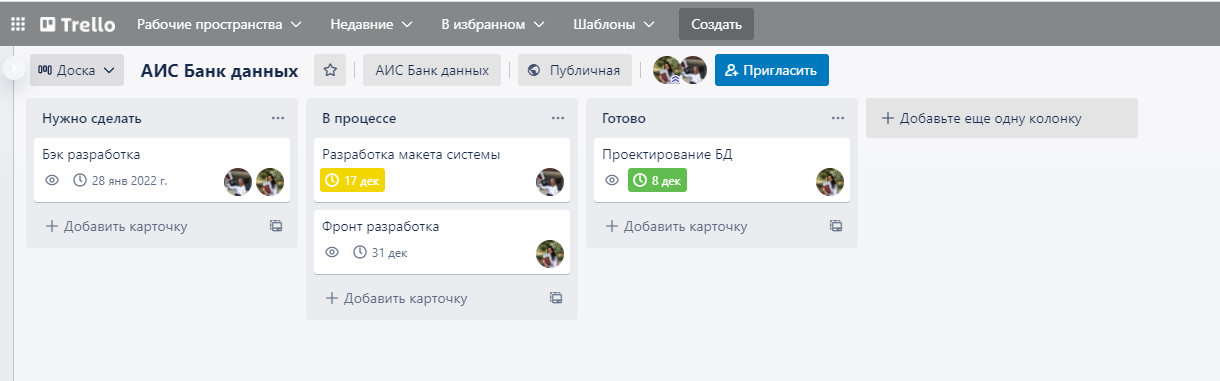 Trello Рабочие пространства Недавние В избранном Шаблоны Создать
Доска АИС Банк данных АИС Банк данных Публичная Пригласить
Нужно сделать
Бэк разработка
28 янв 2022 г.
Добавить карточку
В процессе
Разработка макета системы
17 дек
Фронт разработка
31 дек
Добавить карточку
Готово
Проектирование БД
8 дек
Добавить карточку
Добавьте еще одну колонку